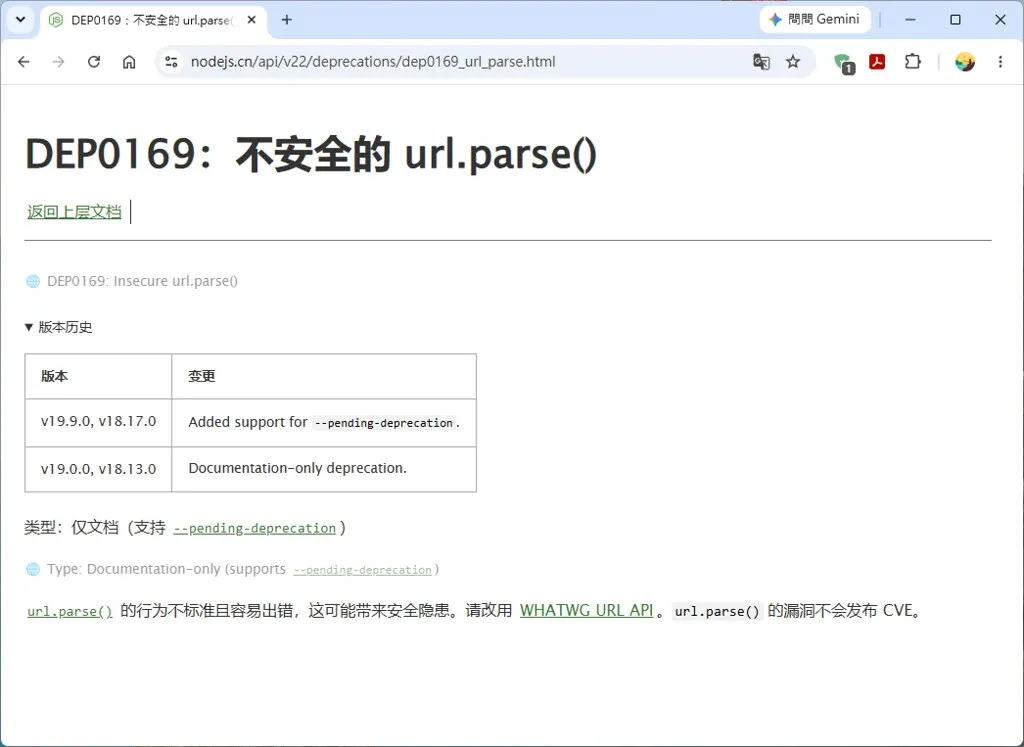 DEP0169：不安全的 url.parse(
問問 Gemini
nodejs.cn/api/v22/deprecations/dep0169_url_parse.html
1
DEP0169：不安全的 url.parse()
返回上层文档
DEP0169: Insecure url.parse()
▼ 版本历史
版本 变更
v19.9.0, v18.17.0 Added support for --pending-deprecation.
v19.0.0, v18.13.0 Documentation-only deprecation.
类型：仅文档（支持 --pending-deprecation）
Type: Documentation-only (supports --pending-deprecation)
url.parse() 的行为不标准且容易出错，这可能带来安全隐患。请改用 WHATWG URL API 。url.parse() 的漏洞不会发布 CVE。